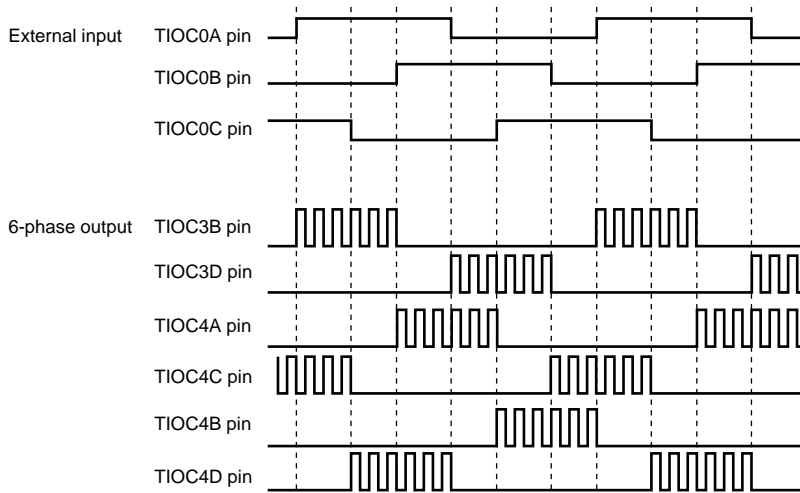 External input TIOC0A pin
TIOC0B pin
TIOC0C pin
6-phase output TIOC3B pin
TIOC3D pin
TIOC4A pin
TIOC4C pin
TIOC4B pin
TIOC4D pin